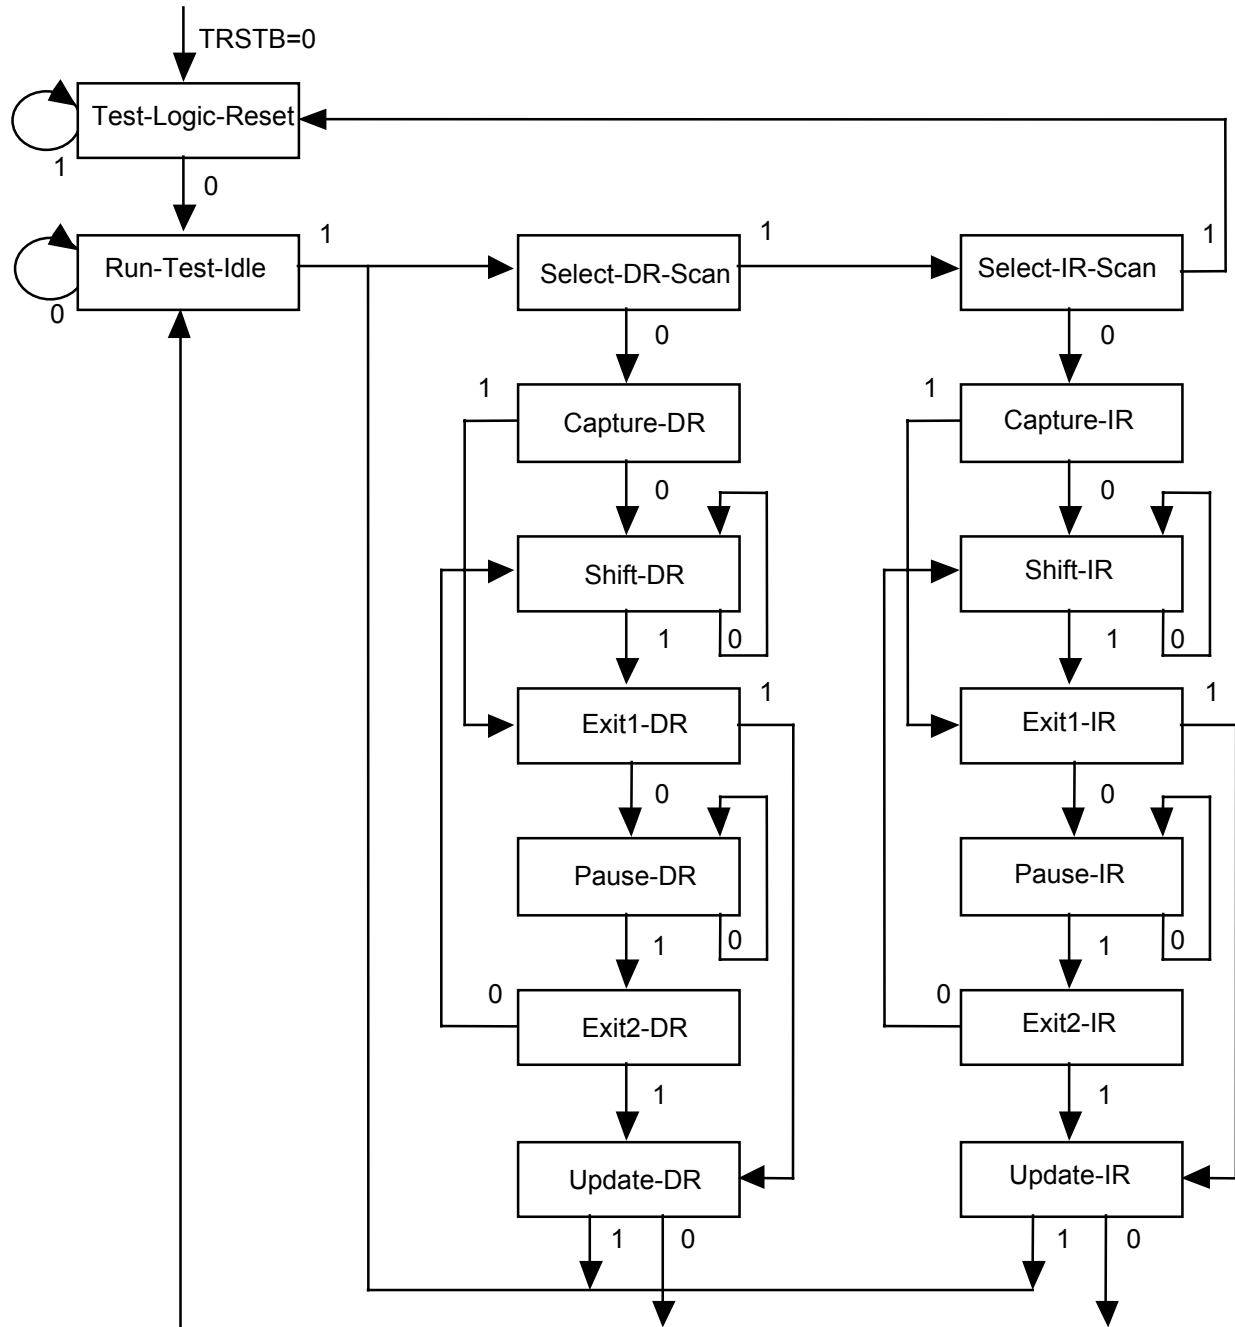 TRSTB=0
Test-Logic-Reset
1
0
Run-Test-Idle
0
1
Select-DR-Scan
1
Select-IR-Scan
1
0
0
1
Capture-DR
1
Capture-IR
0
0
Shift-DR
Shift-IR
1
0
1
0
Exit1-DR
1
Exit1-IR
1
0
0
Pause-DR
Pause-IR
1
0
1
0
0
Exit2-DR
0
Exit2-IR
1
1
Update-DR
Update-IR
1
0
1
0